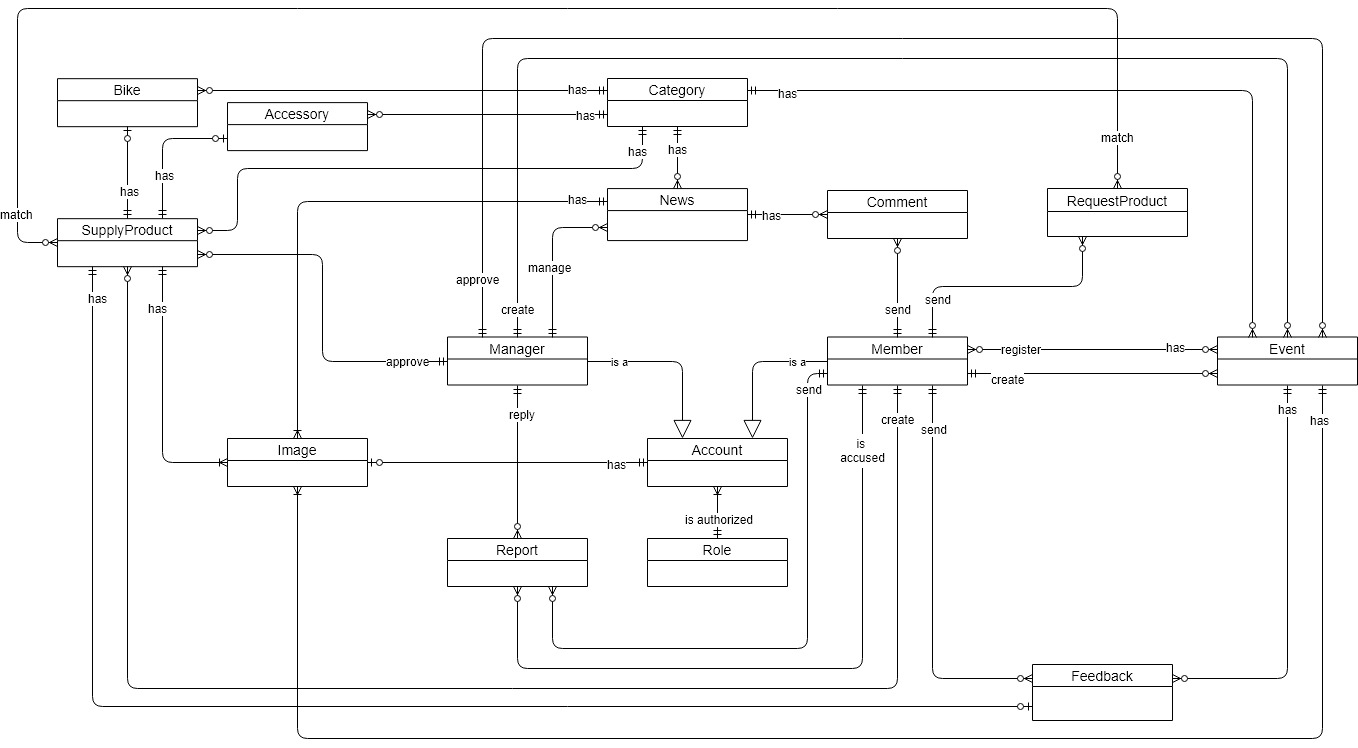 Bike
has
Category
has
Accessory
has
match
has
has
has
has
match
SupplyProduct
has
News
has
Comment
RequestProduct
manage
approve
has
has
create
send
send
approve
Manager
is a
is a
Member
register
has
Event
send
create
reply
create
has
has
is
accused
send
Image
has
Account
is authorized
Report
Role
Feedback